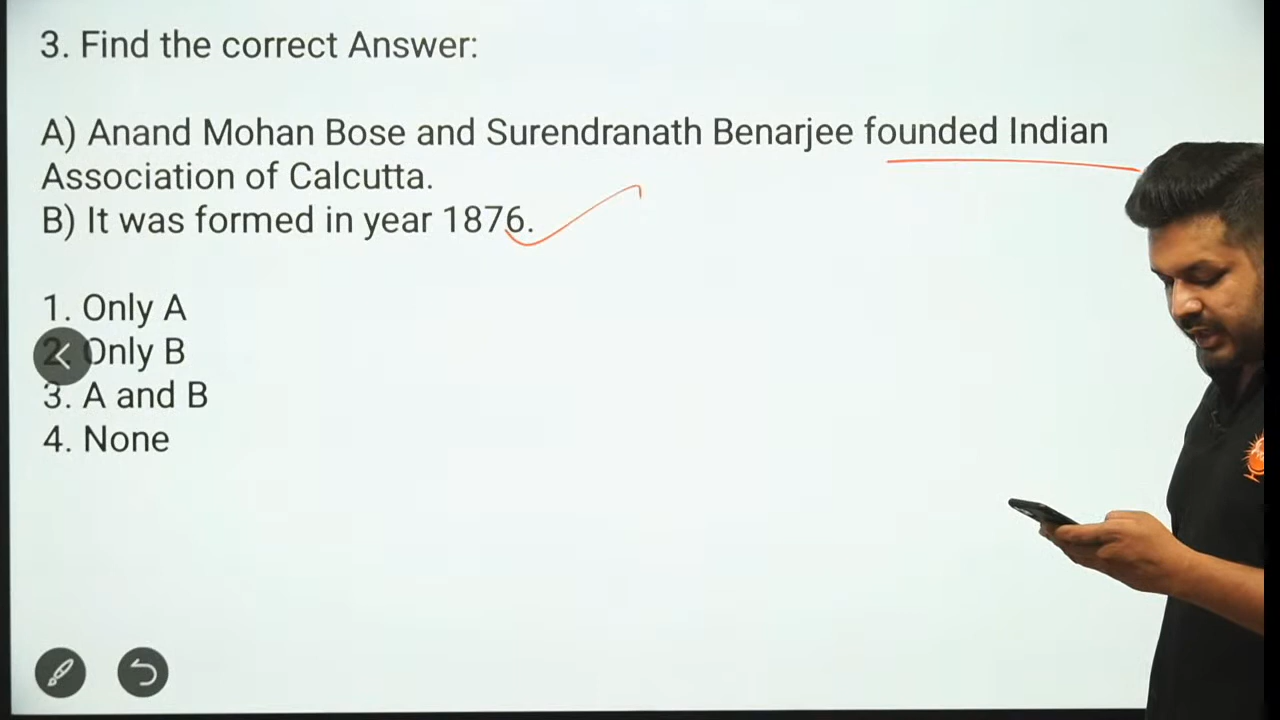 3. Find the correct Answer:
A) Anand Mohan Bose and Surendranath Benarjee founded Indian
Association of Calcutta.
B) It was formed in year 1876.
1. Only A
2. Only B
3. A and B
4. None